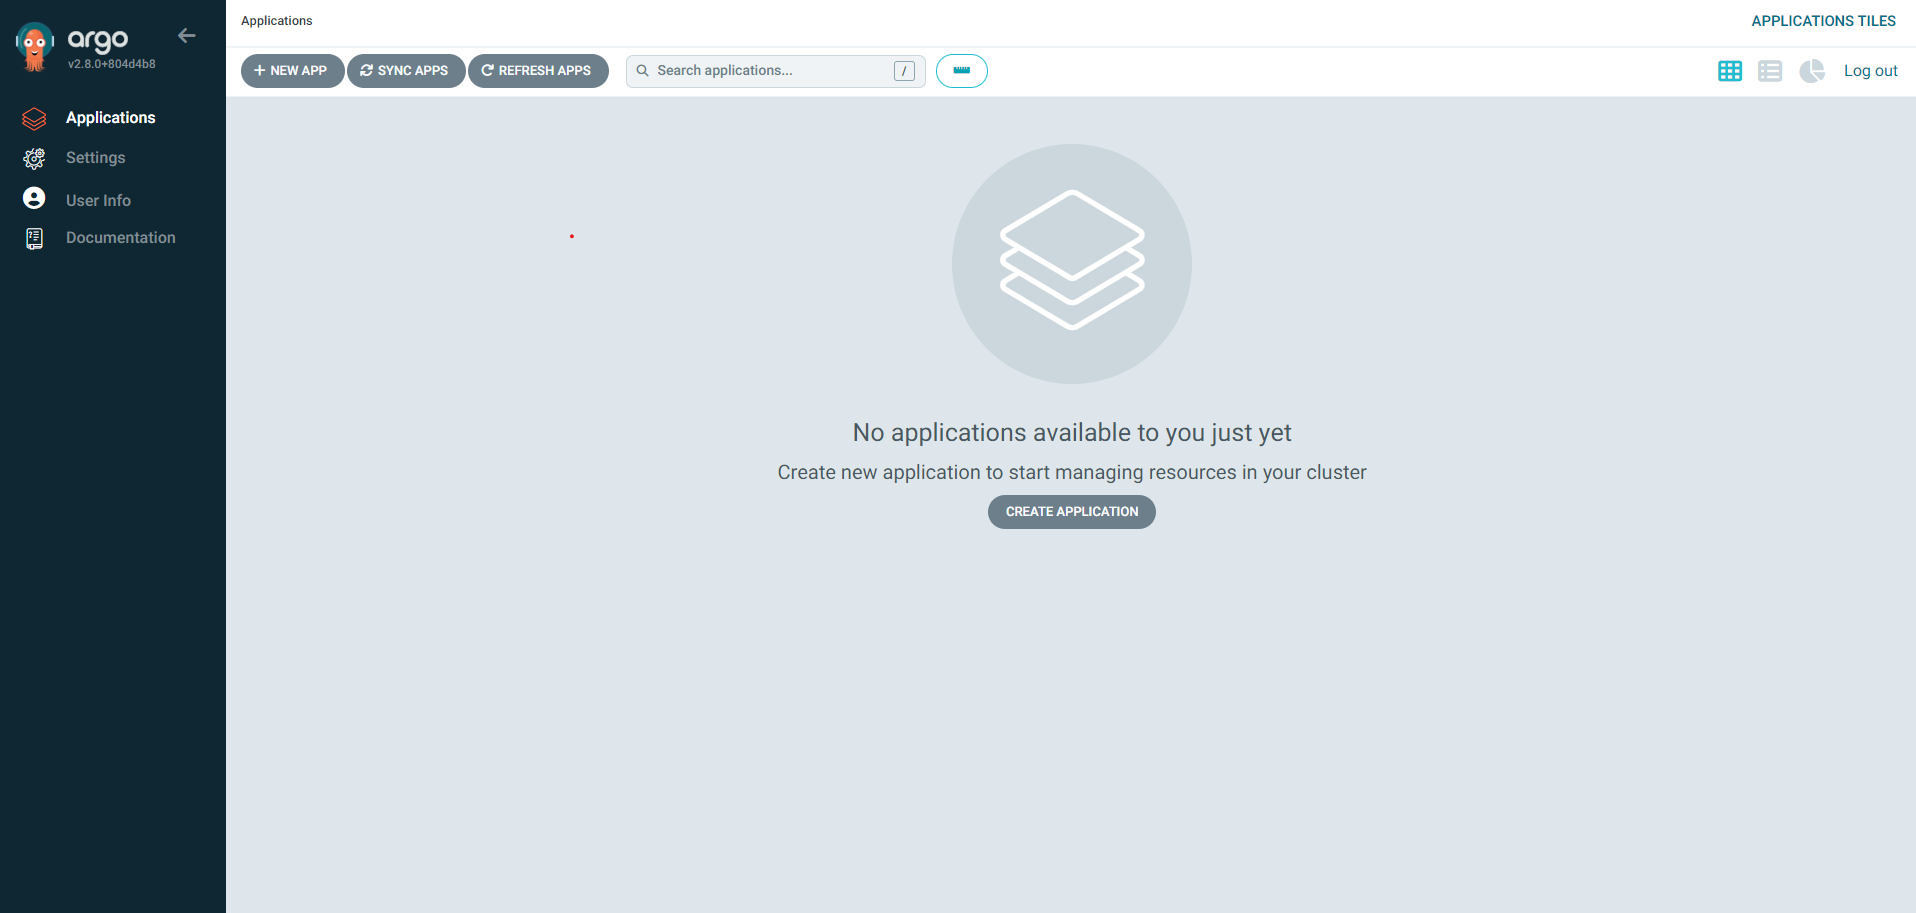 argo
v2.8.0+804d4b8
Applications
Settings
User Info
Documentation
Applications
APPLICATIONS TILES
+ NEW APP
SYNC APPS
REFRESH APPS
Search applications...
/
Log out
No applications available to you just yet
Create new application to start managing resources in your cluster
CREATE APPLICATION